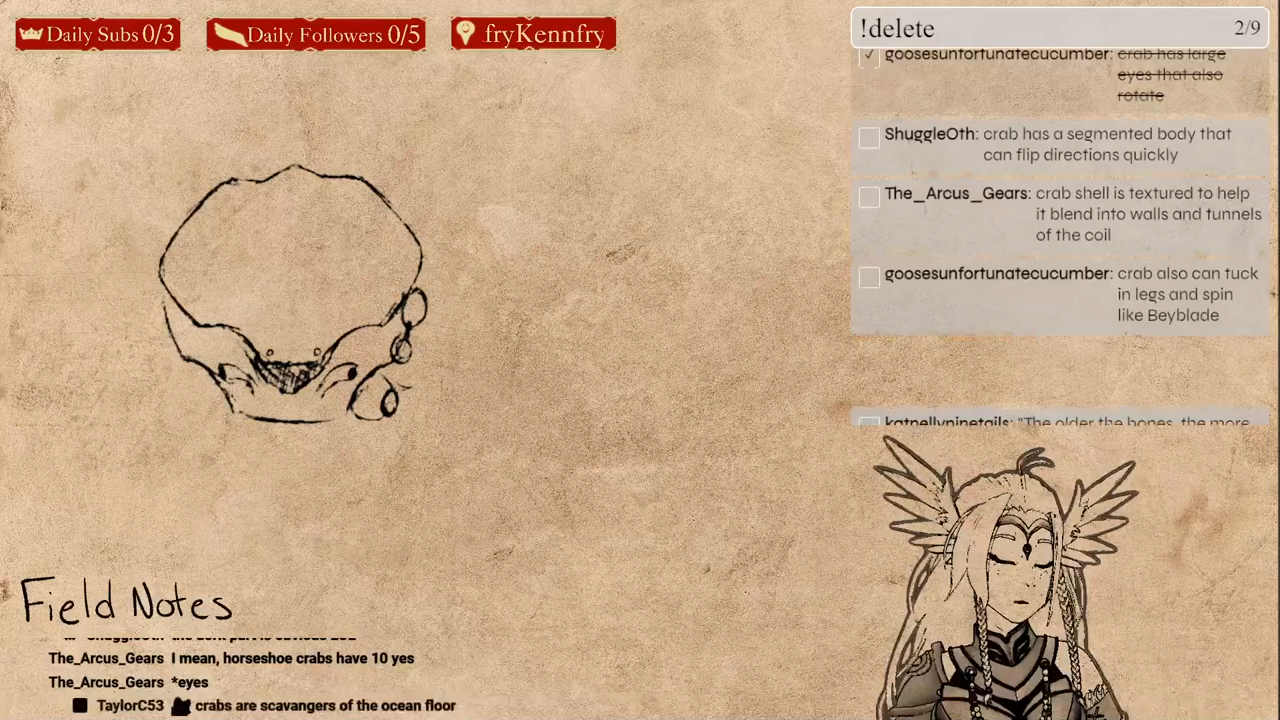 Daily Subs 0/3
Daily Followers 0/5
fryKennfry
!delete 2/9
goosesunfortunatecucumber: crab has large
eyes that also
rotate
ShuggleOth: crab has a segmented body that
can flip directions quickly
The_Arcus_Gears: crab shell is textured to help
it blend into walls and tunnels
of the coil
goosesunfortunatecucumber: crab also can tuck
in legs and spin
like Beyblade
katnellyninetails: "The older the bones, the more
Field Notes
The_Arcus_Gears I mean, horseshoe crabs have 10 yes
The_Arcus_Gears *eyes
TaylorC53 crabs are scavangers of the ocean floor